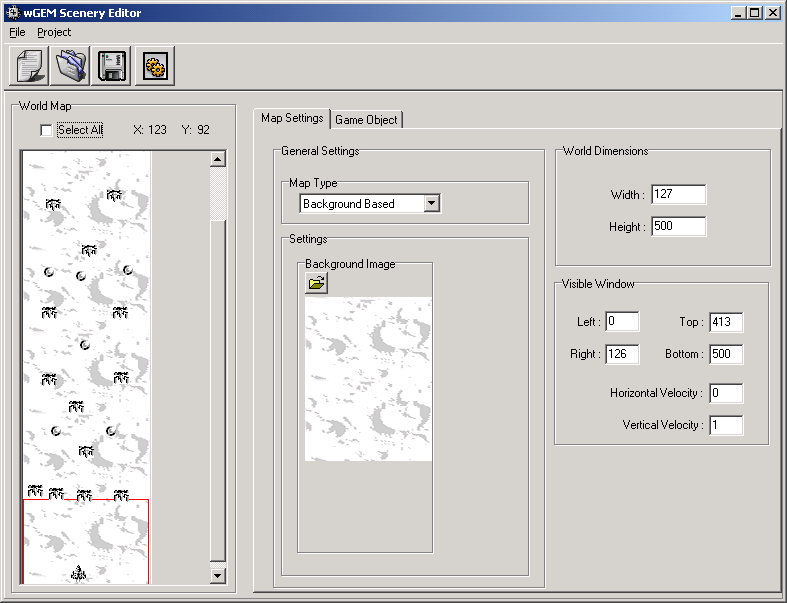 wGEM Scenery Editor
File Project
World Map
Select All X: 123 Y: 92
Map Settings Game Object
General Settings
Map Type
Background Based
Settings
Background Image
World Dimensions
Width : 127
Height : 500
Visible Window
Left : 0 Top : 413
Right : 126 Bottom : 500
Horizontal Velocity : 0
Vertical Velocity : 1